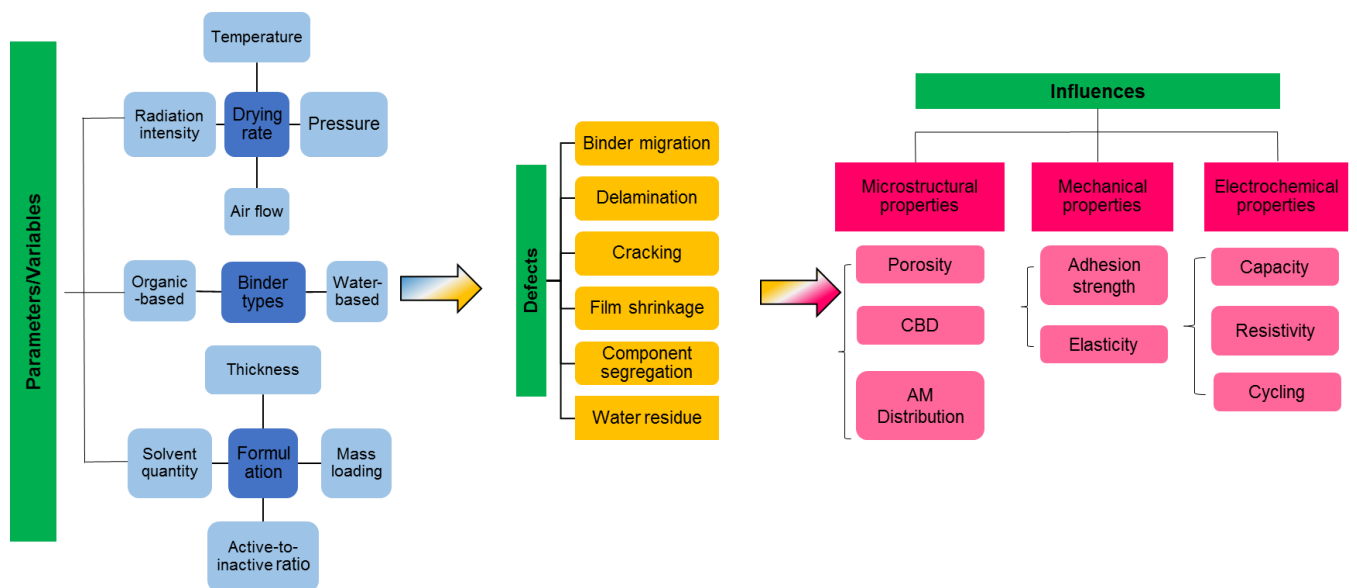 Parameters/Variables
Temperature
Radiation
intensity
Drying
rate
Pressure
Air flow
Organic
-based
Binder
types
Water-
based
Thickness
Solvent
quantity
Formul
ation
Mass
loading
Active-to-
inactive ratio
Defects
Binder migration
Delamination
Cracking
Film shrinkage
Component
segregation
Water residue
Influences
Microstructural
properties
Mechanical
properties
Electrochemical
properties
Porosity
CBD
AM
Distribution
Adhesion
strength
Elasticity
Capacity
Resistivity
Cycling